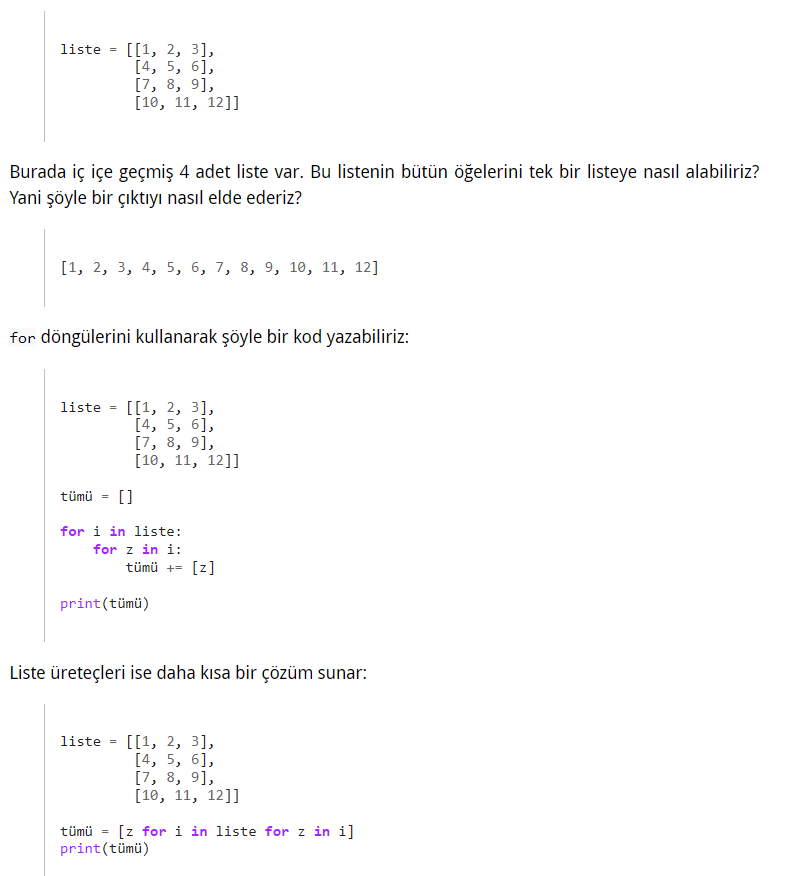 liste = [[1, 2, 3],
         [4, 5, 6],
         [7, 8, 9],
         [10, 11, 12]]
Burada iç içe geçmiş 4 adet liste var. Bu listenin bütün öğelerini tek bir listeye nasıl alabiliriz?
Yani şöyle bir çıktıyı nasıl elde ederiz?
[1, 2, 3, 4, 5, 6, 7, 8, 9, 10, 11, 12]
for döngülerini kullanarak şöyle bir kod yazabiliriz:
liste = [[1, 2, 3],
         [4, 5, 6],
         [7, 8, 9],
         [10, 11, 12]]
tümü = []
for i in liste:
    for z in i:
        tümü += [z]
print(tümü)
Liste üreteçleri ise daha kısa bir çözüm sunar:
liste = [[1, 2, 3],
         [4, 5, 6],
         [7, 8, 9],
         [10, 11, 12]]
tümü = [z for i in liste for z in i]
print(tümü)